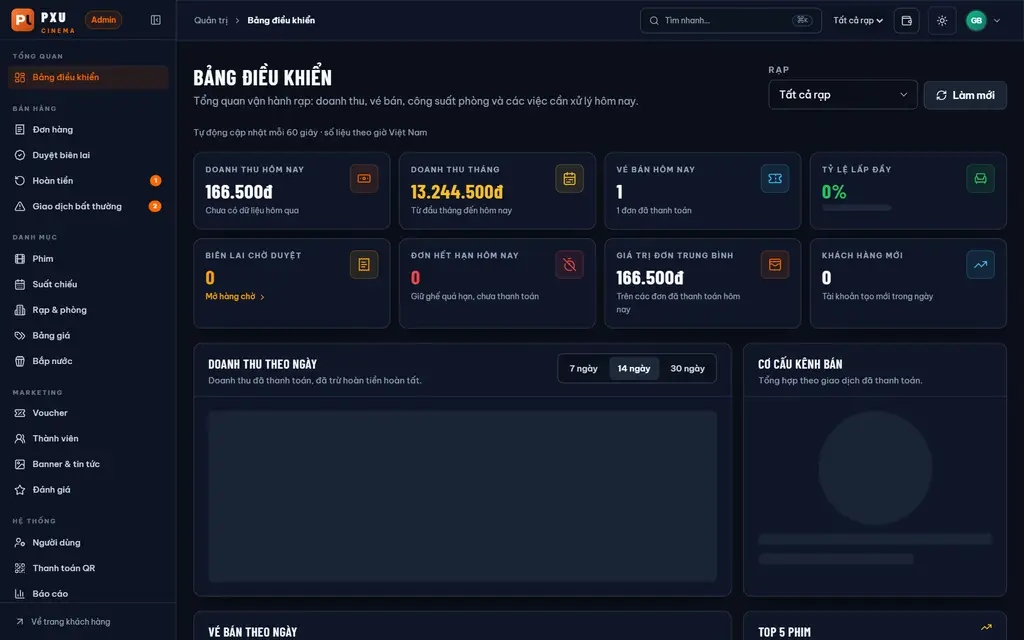 PXU
CINEMA
Admin
Quản trị > Bảng điều khiển
Tìm nhanh...
⌘K
Tất cả rạp
GB
TỔNG QUAN
Bảng điều khiển
BÁN HÀNG
Đơn hàng
Duyệt biên lai
Hoàn tiền
1
Giao dịch bất thường
2
DANH MỤC
Phim
Suất chiếu
Rạp & phòng
Bảng giá
Bắp nước
MARKETING
Voucher
Thành viên
Banner & tin tức
Đánh giá
HỆ THỐNG
Người dùng
Thanh toán QR
Báo cáo
Về trang khách hàng
BẢNG ĐIỀU KHIỂN
Tổng quan vận hành rạp: doanh thu, vé bán, công suất phòng và các việc cần xử lý hôm nay.
RẠP
Tất cả rạp
Làm mới
Tự động cập nhật mỗi 60 giây · số liệu theo giờ Việt Nam
DOANH THU HÔM NAY
166.500đ
Chưa có dữ liệu hôm qua
DOANH THU THÁNG
13.244.500đ
Từ đầu tháng đến hôm nay
VÉ BÁN HÔM NAY
1
1 đơn đã thanh toán
TỶ LỆ LẤP ĐẦY
0%
BIÊN LAI CHỜ DUYỆT
0
Mở hàng chờ >
ĐƠN HẾT HẠN HÔM NAY
0
Giữ ghế quá hạn, chưa thanh toán
GIÁ TRỊ ĐƠN TRUNG BÌNH
166.500đ
Trên các đơn đã thanh toán hôm
nay
KHÁCH HÀNG MỚI
0
Tài khoản tạo mới trong ngày
DOANH THU THEO NGÀY
Doanh thu đã thanh toán, đã trừ hoàn tiền hoàn tất.
7 ngày
14 ngày
30 ngày
CƠ CẤU KÊNH BÁN
Tổng hợp theo giao dịch đã thanh toán.
VÉ BÁN THEO NGÀY
TOP 5 PHIM